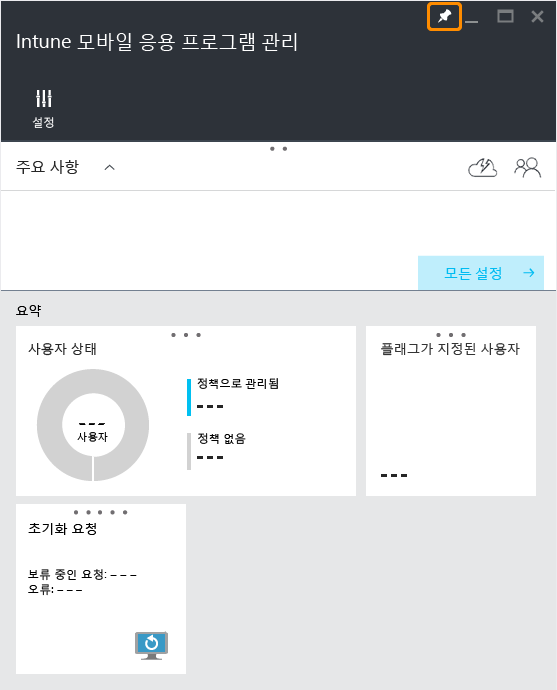 Intune 모바일 응용 프로그램 관리
설정
주요 사항
모든 설정
요약
사용자 상태
정책으로 관리됨
---
정책 없음
---
---
사용자
플래그가 지정된 사용자
---
초기화 요청
보류 중인 요청: ---
오류: ---